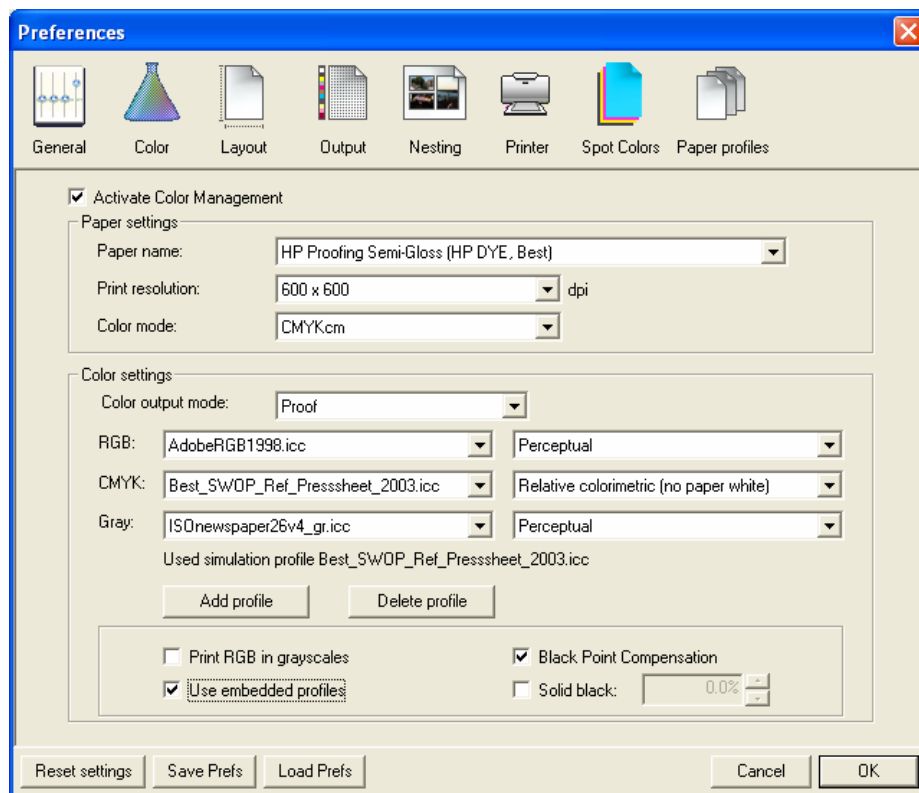 Preferences
General Color Layout Output Nesting Printer Spot Colors Paper profiles
Activate Color Management
Paper settings
Paper name: HP Proofing Semi-Gloss (HP DYE, Best)
Print resolution: 600 x 600 dpi
Color mode: CMYKcm
Color settings
Color output mode: Proof
RGB: AdobeRGB1998.icc Perceptual
CMYK: Best_SWOP_Ref_Presssheet_2003.icc Relative colorimetric (no paper white)
Gray: ISOnewspaper26v4_gr.icc Perceptual
Used simulation profile Best_SWOP_Ref_Presssheet_2003.icc
Add profile Delete profile
Print RGB in grayscales Black Point Compensation
Use embedded profiles Solid black: 0.0%
Reset settings Save Prefs Load Prefs Cancel OK